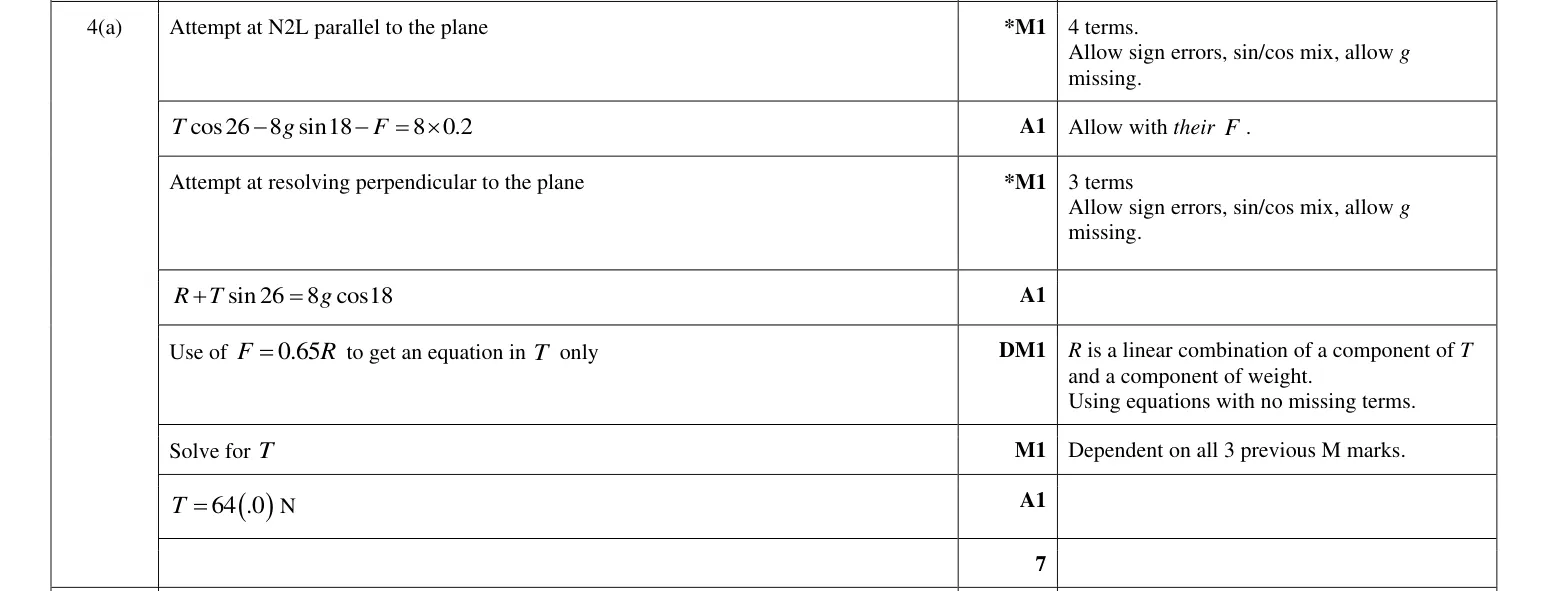 4(a) Attempt at N2L parallel to the plane *M1 4 terms.
Allow sign errors, sin/cos mix, allow g
missing.
T cos 26 – 8g sin 18 – F = 8 × 0.2 A1 Allow with their F .
Attempt at resolving perpendicular to the plane *M1 3 terms
Allow sign errors, sin/cos mix, allow g
missing.
R + T sin 26 = 8g cos 18 A1
Use of F = 0.65R to get an equation in T only DM1 R is a linear combination of a component of T
and a component of weight.
Using equations with no missing terms.
Solve for T M1 Dependent on all 3 previous M marks.
T = 64(.0) N A1
7